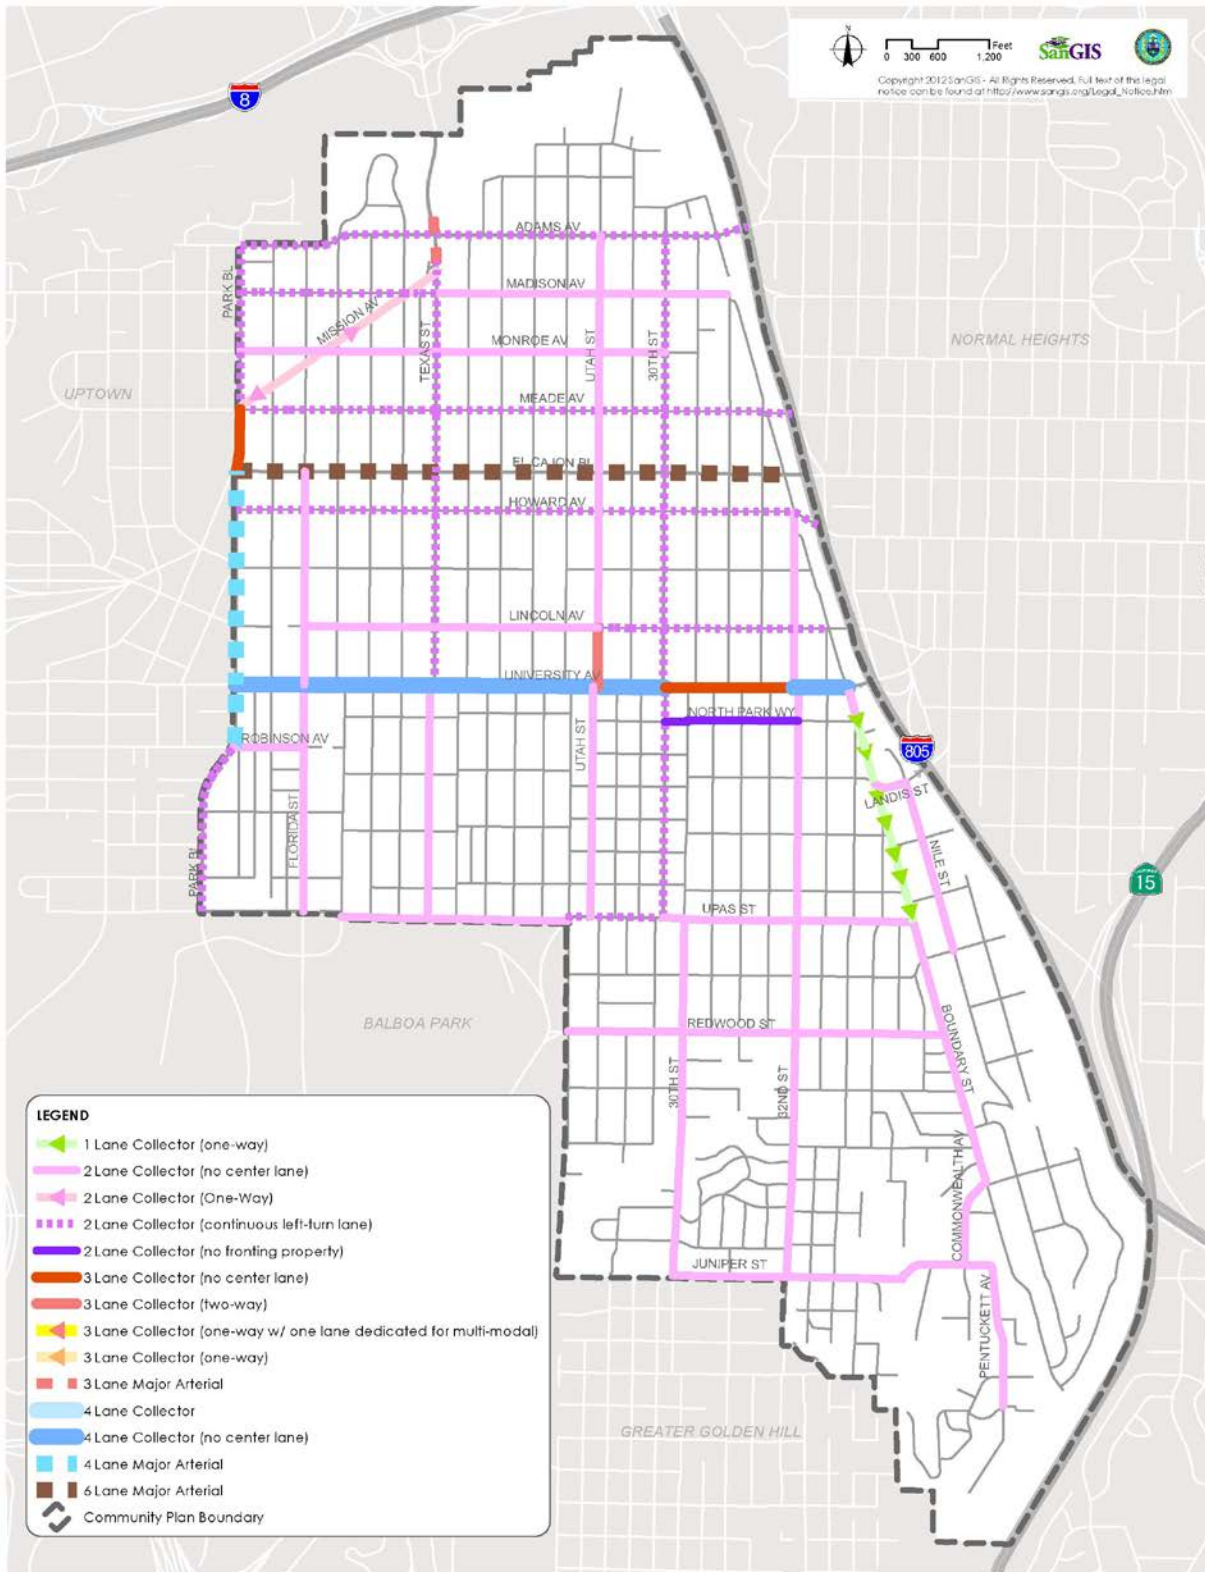 N
0 300 600 1,200 Feet
SanGIS
Copyright 2012 SanGIS - All Rights Reserved. Full text of this legal
notice can be found at http://www.sangis.org/Legal_Notice.htm
8
ADAMS AV
PARK BL
MADISON AV
MISSION AV
TEXAS ST
MONROE AV
UTAH ST
30TH ST
NORMAL HEIGHTS
UPTOWN
MEADE AV
EL CAJON BL
HOWARD AV
LINCOLN AV
UNIVERSITY AV
NORTH PARK WY
ROBINSON AV
UTAH ST
805
LANDIS ST
FLORIDA ST
PARK BL
NILE ST
15
UPAS ST
BALBOA PARK
REDWOOD ST
BOUNDARY ST
30TH ST
32ND ST
COMMONWEALTH AV
JUNIPER ST
PENTUCKETT AV
GREATER GOLDEN HILL
LEGEND
1 Lane Collector (one-way)
2 Lane Collector (no center lane)
2 Lane Collector (One-Way)
2 Lane Collector (continuous left-turn lane)
2 Lane Collector (no fronting property)
3 Lane Collector (no center lane)
3 Lane Collector (two-way)
3 Lane Collector (one-way w/ one lane dedicated for multi-modal)
3 Lane Collector (one-way)
3 Lane Major Arterial
4 Lane Collector
4 Lane Collector (no center lane)
4 Lane Major Arterial
6 Lane Major Arterial
Community Plan Boundary